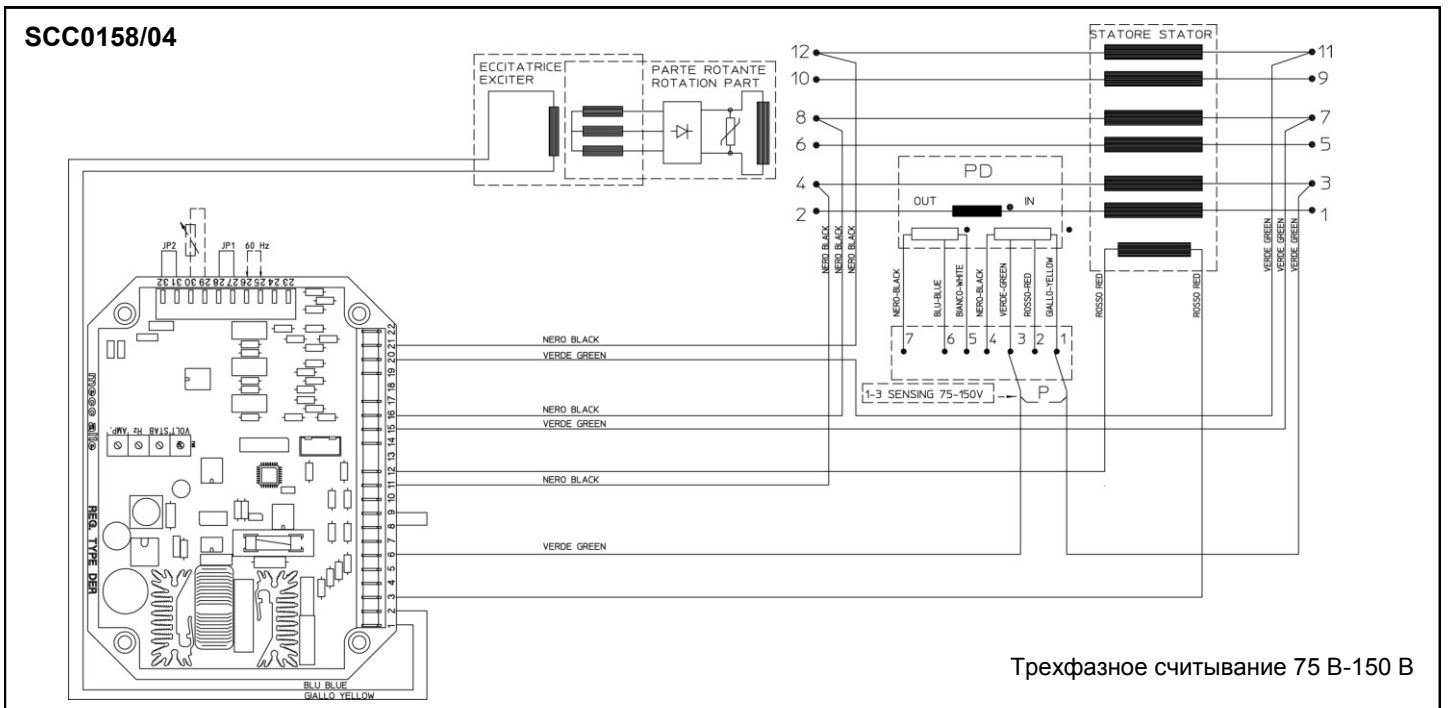 SCC0158/04
ECCITATRICE
EXCITER
PARTE ROTANTE
ROTATION PART
STATORE STATOR
12
10
8
6
4
2
11
9
7
5
3
1
PD
OUT
IN
NERO BLACK
NERO BLACK
NERO BLACK
VERDE GREEN
VERDE GREEN
VERDE GREEN
ROSSO RED
ROSSO RED
NERO-BLACK
BLU-BLUE
BIANCO-WHITE
NERO-BLACK
VERDE-GREEN
ROSSO-RED
GIALLO-YELLOW
7 6 5 4 3 2 1
1-3 SENSING 75-150V
P
JP2 JP1 60 Hz
32 31 30 29 28 27 26 25 24 23
22
21
20
19
18
17
16
15
14
13
12
11
10
9
8
7
6
5
4
3
2
1
NERO BLACK
VERDE GREEN
NERO BLACK
VERDE GREEN
NERO BLACK
VERDE GREEN
mecc alte
VOLT STAB Hz AMP.
REG. TYPE DER
BLU BLUE
GIALLO YELLOW
Трехфазное считывание 75 В-150 В